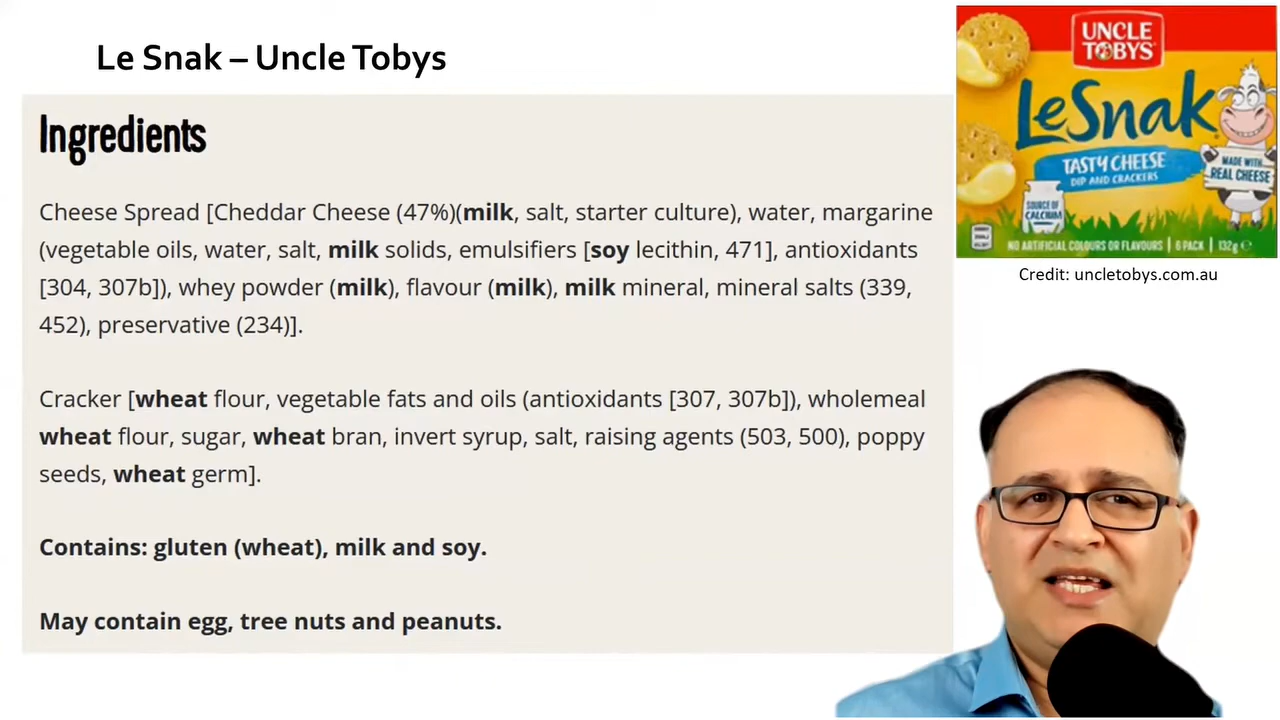 Le Snak – Uncle Tobys
Ingredients
Cheese Spread [Cheddar Cheese (47%)(milk, salt, starter culture), water, margarine
(vegetable oils, water, salt, milk solids, emulsifiers [soy lecithin, 471], antioxidants
[304, 307b]), whey powder (milk), flavour (milk), milk mineral, mineral salts (339,
452), preservative (234)].
Cracker [wheat flour, vegetable fats and oils (antioxidants [307, 307b]), wholemeal
wheat flour, sugar, wheat bran, invert syrup, salt, raising agents (503, 500), poppy
seeds, wheat germ].
Contains: gluten (wheat), milk and soy.
May contain egg, tree nuts and peanuts.
UNCLE
TOBYS
Le Snak
TASTY CHEESE
DIP AND CRACKERS
MADE WITH
REAL CHEESE
SOURCE OF
CALCIUM
NO ARTIFICIAL COLOURS OR FLAVOURS | 6 PACK | 132g e
Credit: uncletobys.com.au